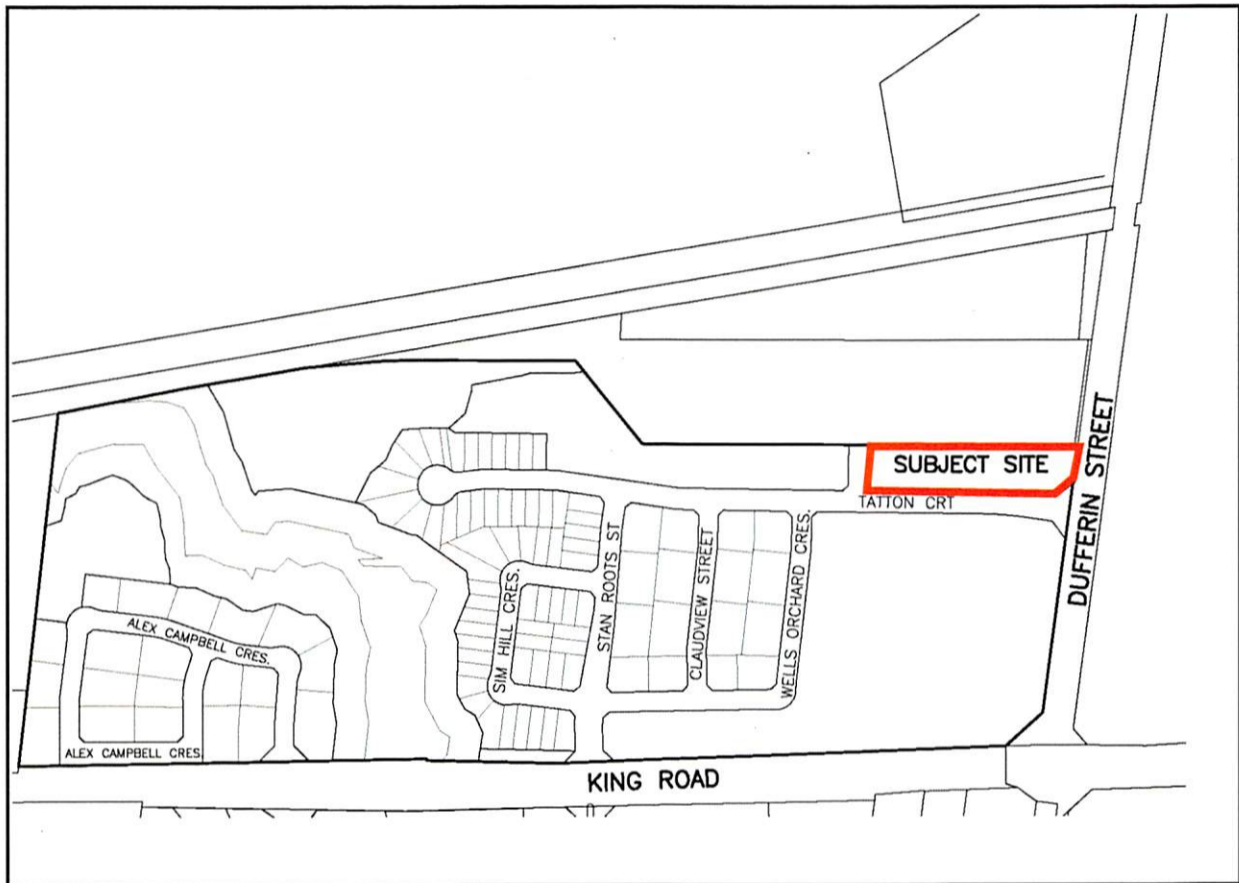 SUBJECT SITE
TATTON CRT
DUFFERIN STREET
STAN ROOTS ST
CLAUDVIEW STREET
WELLS ORCHARD CRES.
SIM HILL CRES.
ALEX CAMPBELL CRES.
ALEX CAMPBELL CRES.
KING ROAD